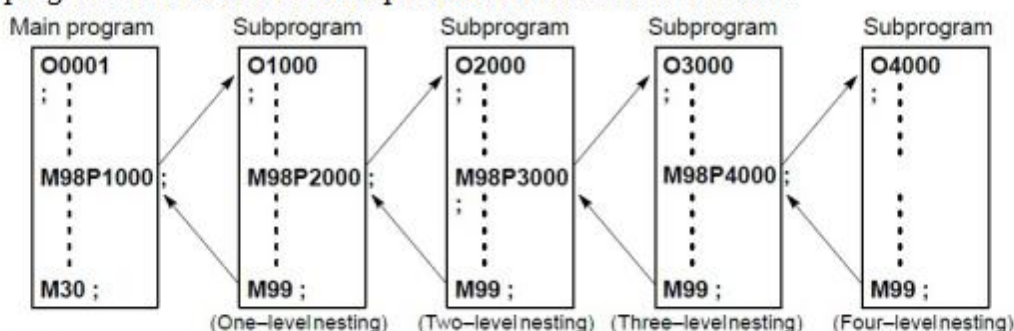 Main program
O0001
;
M98P1000 ;
M30 ;
Subprogram
O1000
;
M98P2000 ;
M99 ;
(One–level nesting)
Subprogram
O2000
;
M98P3000
;
M99 ;
(Two–level nesting)
Subprogram
O3000
;
M98P4000 ;
M99 ;
(Three–level nesting)
Subprogram
O4000
;
M99 ;
(Four–level nesting)